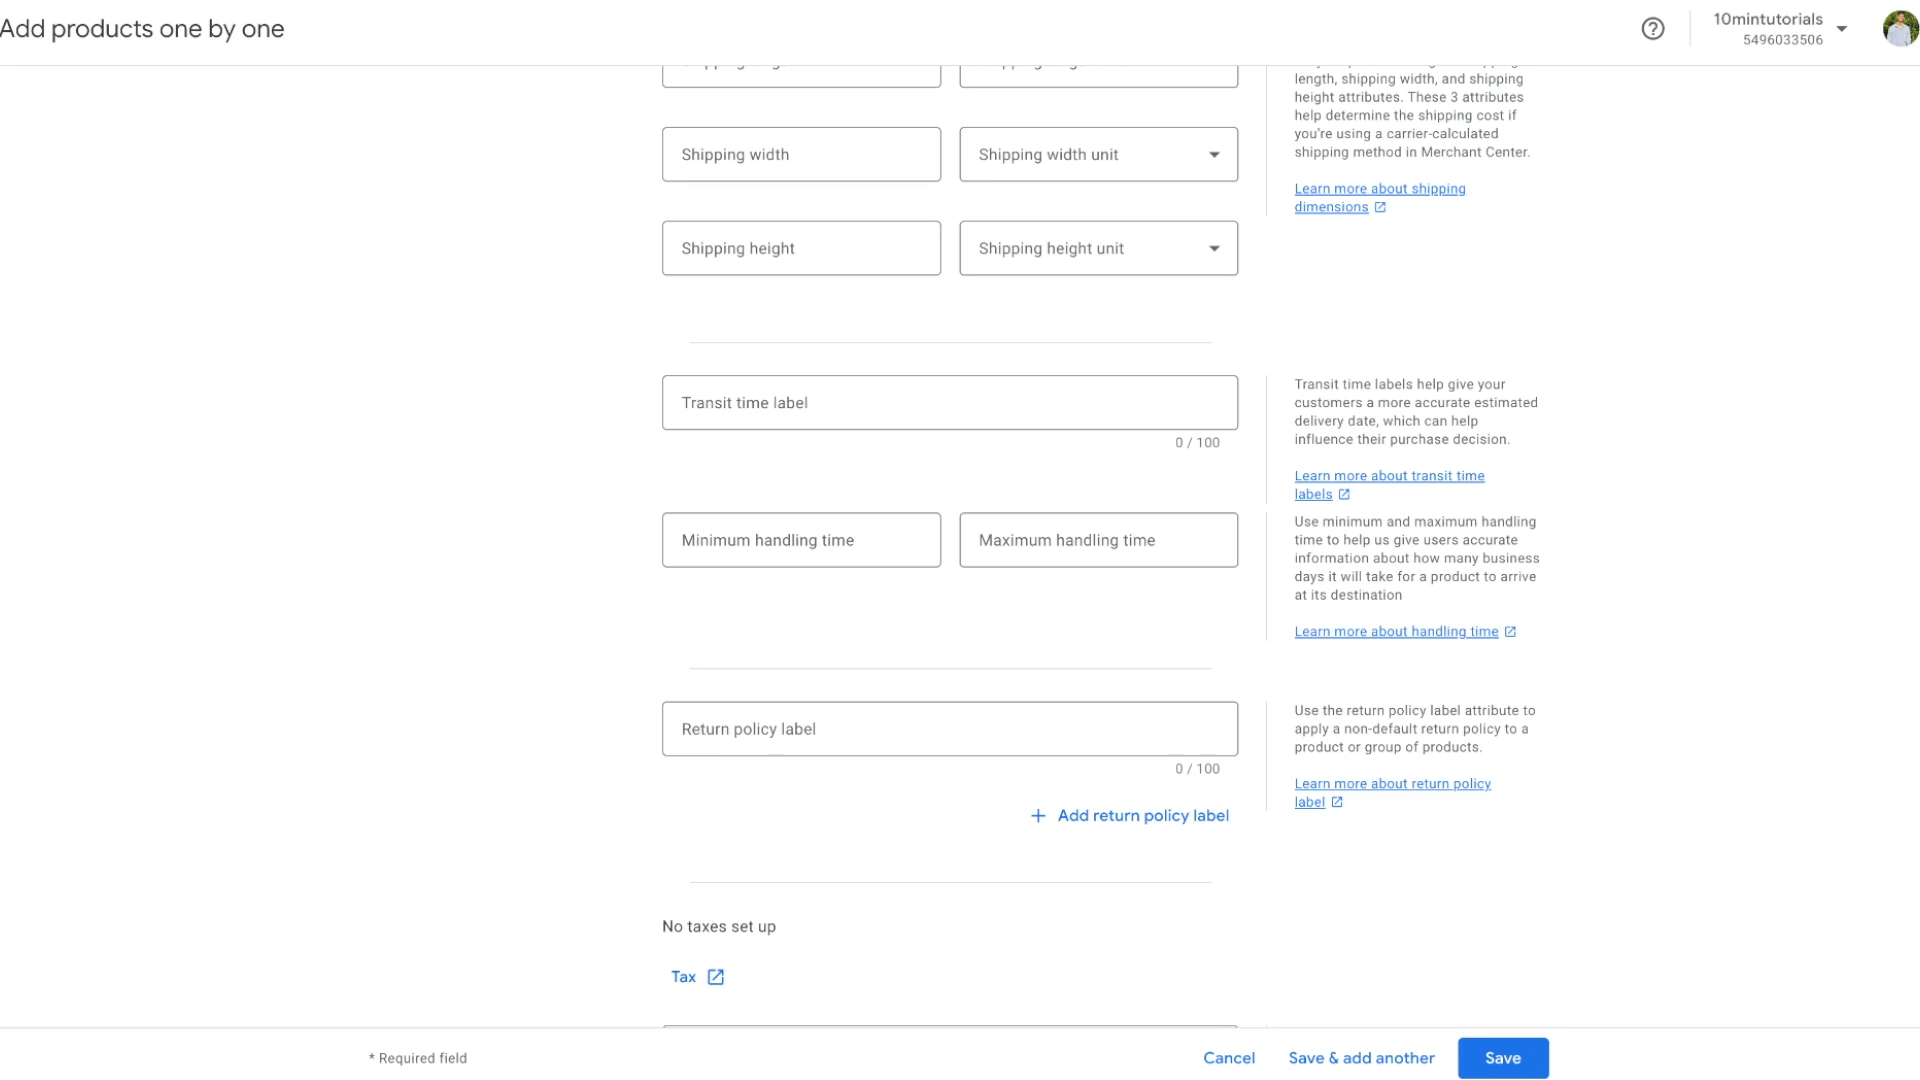 Add products one by one
10mintutorials
5496033506
length, shipping width, and shipping
height attributes. These 3 attributes
help determine the shipping cost if
you're using a carrier-calculated
shipping method in Merchant Center.
Learn more about shipping
dimensions
Shipping width
Shipping width unit
Shipping height
Shipping height unit
Transit time label
0 / 100
Transit time labels help give your
customers a more accurate estimated
delivery date, which can help
influence their purchase decision.
Learn more about transit time
labels
Minimum handling time
Maximum handling time
Use minimum and maximum handling
time to help us give users accurate
information about how many business
days it will take for a product to arrive
at its destination
Learn more about handling time
Return policy label
0 / 100
Use the return policy label attribute to
apply a non-default return policy to a
product or group of products.
Learn more about return policy
label
Add return policy label
No taxes set up
Tax
* Required field
Cancel
Save & add another
Save